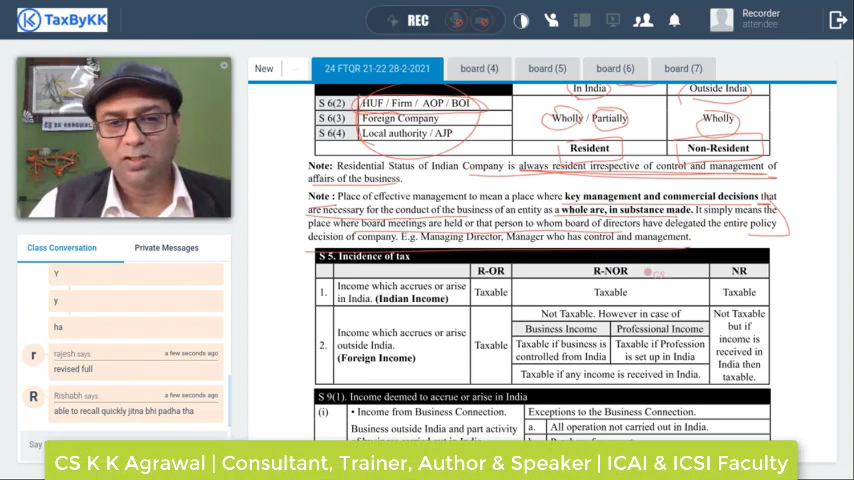 TaxByKK
REC
Recorder
attendee
New
24 FTQR 21-22 28-2-2021
board (4)
board (5)
board (6)
board (7)
In India
Outside India
S 6(2)
HUF / Firm / AOP / BOI
S 6(3)
Foreign Company
Wholly / Partially
Wholly
S 6(4)
Local authority / AJP
Resident
Non-Resident
Note: Residential Status of Indian Company is always resident irrespective of control and management of
affairs of the business.
Note : Place of effective management to mean a place where key management and commercial decisions that
are necessary for the conduct of the business of an entity as a whole are, in substance made. It simply means the
place where board meetings are held or that person to whom board of directors have delegated the entire policy
decision of company. E.g. Managing Director, Manager who has control and management.
S 5. Incidence of tax
R-OR
R-NOR
NR
1.
Income which accrues or arise
in India. (Indian Income)
Taxable
Taxable
Taxable
2.
Income which accrues or arise
outside India.
(Foreign Income)
Taxable
Not Taxable. However in case of
Business Income
Professional Income
Taxable if business is
controlled from India
Taxable if Profession
is set up in India
Taxable if any income is received in India.
Not Taxable
but if
income is
received in
India then
taxable.
S 9(1). Income deemed to accrue or arise in India
(i)
• Income from Business Connection.
Business outside India and part activity
Exceptions to the Business Connection.
a.
All operation not carried out in India.
Class Conversation
Private Messages
Y
y
ha
r
rajesh says:
a few seconds ago
revised full
R
Rishabh says:
a few seconds ago
able to recall quickly jitna bhi padha tha
Say
CS K K Agrawal | Consultant, Trainer, Author & Speaker | ICAI & ICSI Faculty